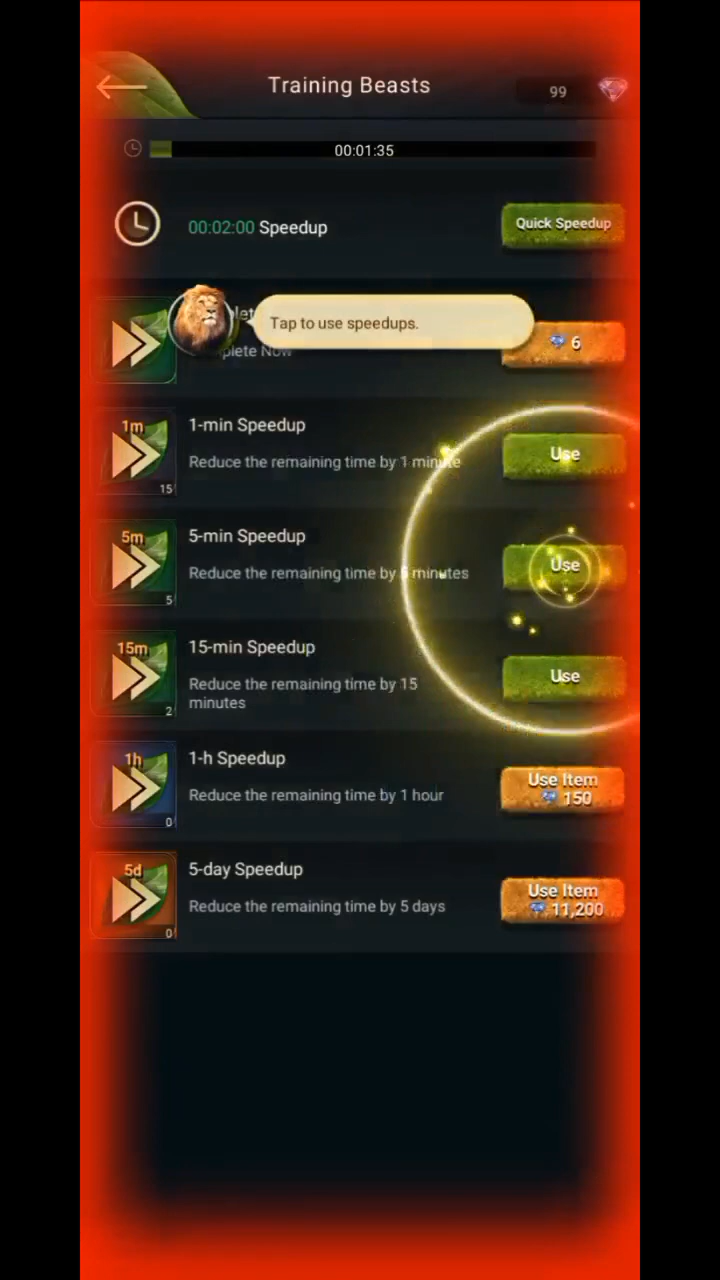 Training Beasts
99
00:01:35
00:02:00 Speedup
Quick Speedup
Tap to use speedups.
6
1m
1-min Speedup
Use
Reduce the remaining time by 1 minute
15
5m
5-min Speedup
Use
Reduce the remaining time by 5 minutes
5
15m
15-min Speedup
Use
Reduce the remaining time by 15
minutes
2
1h
1-h Speedup
Use Item
150
Reduce the remaining time by 1 hour
0
5d
5-day Speedup
Use Item
11,200
Reduce the remaining time by 5 days
0